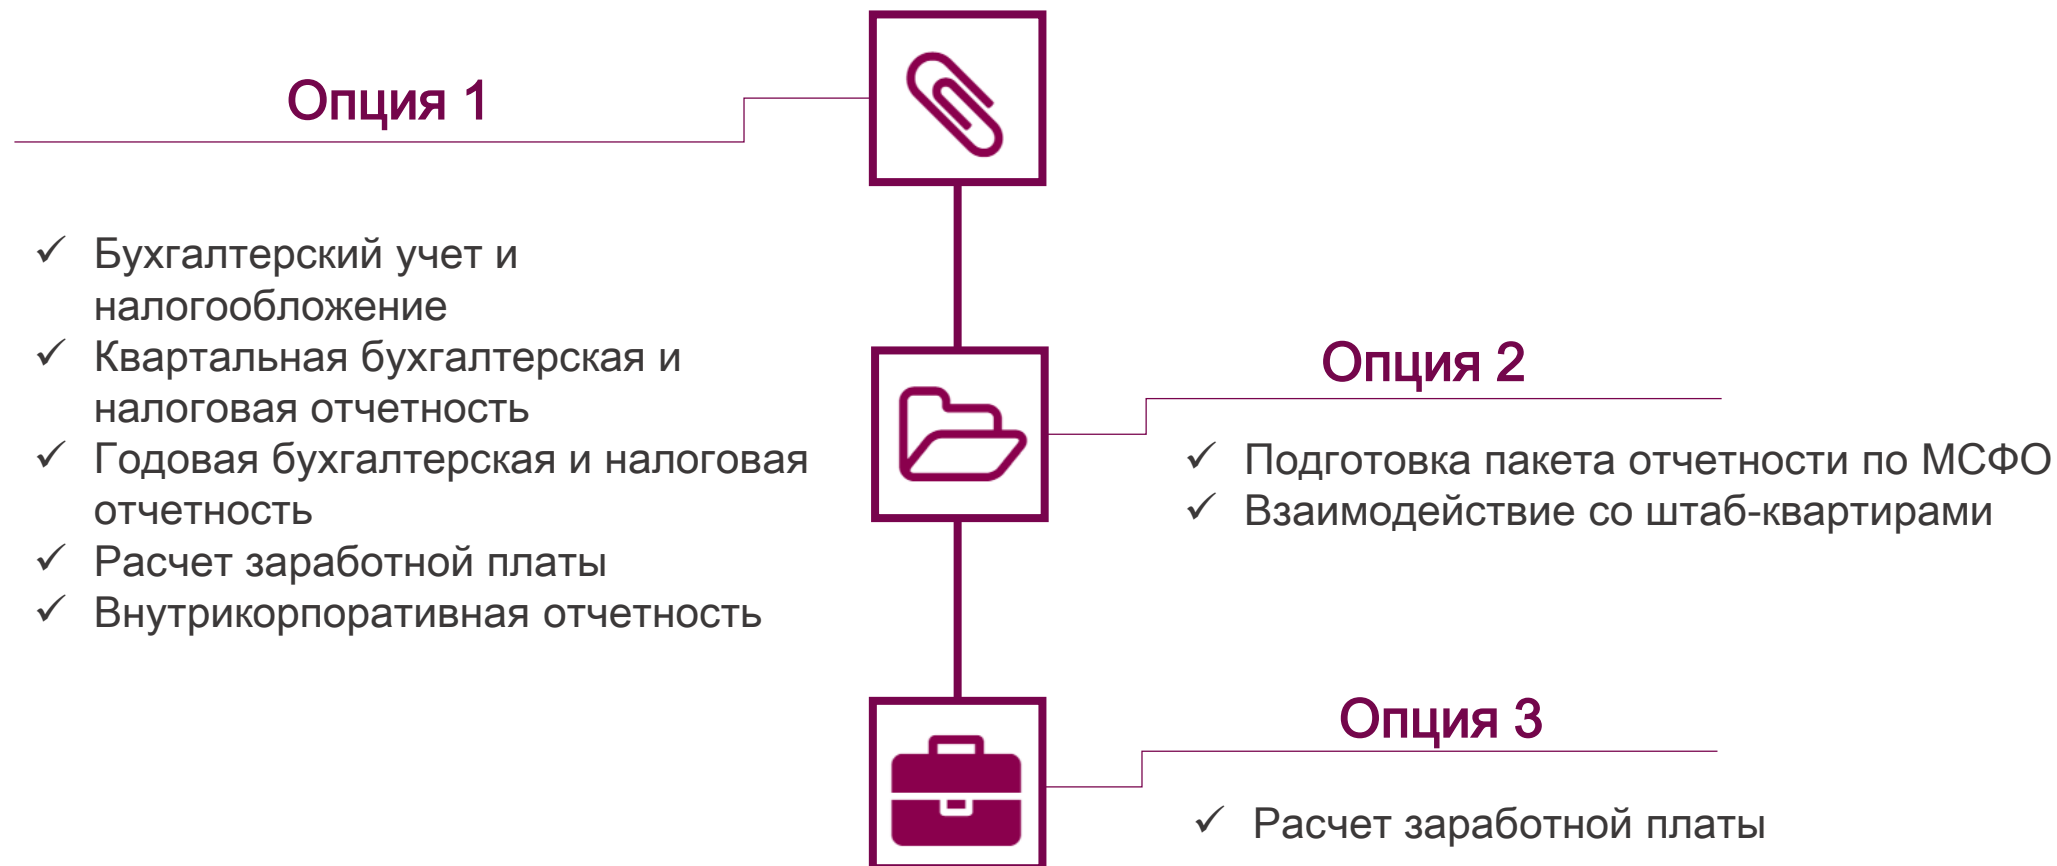 Опция 1
Бухгалтерский учет и
налогообложение
Квартальная бухгалтерская и
налоговая отчетность
Годовая бухгалтерская и налоговая
отчетность
Расчет заработной платы
Внутрикорпоративная отчетность
Опция 2
Подготовка пакета отчетности по МСФО
Взаимодействие со штаб-квартирами
Опция 3
Расчет заработной платы